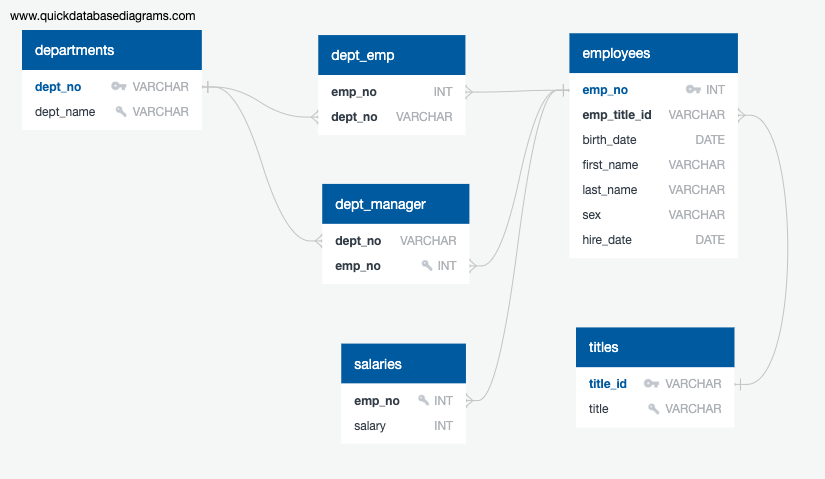 www.quickdatabasediagrams.com
departments
dept_no VARCHAR
dept_name VARCHAR
dept_emp
emp_no INT
dept_no VARCHAR
employees
emp_no INT
emp_title_id VARCHAR
birth_date DATE
first_name VARCHAR
last_name VARCHAR
sex VARCHAR
hire_date DATE
dept_manager
dept_no VARCHAR
emp_no INT
salaries
emp_no INT
salary INT
titles
title_id VARCHAR
title VARCHAR